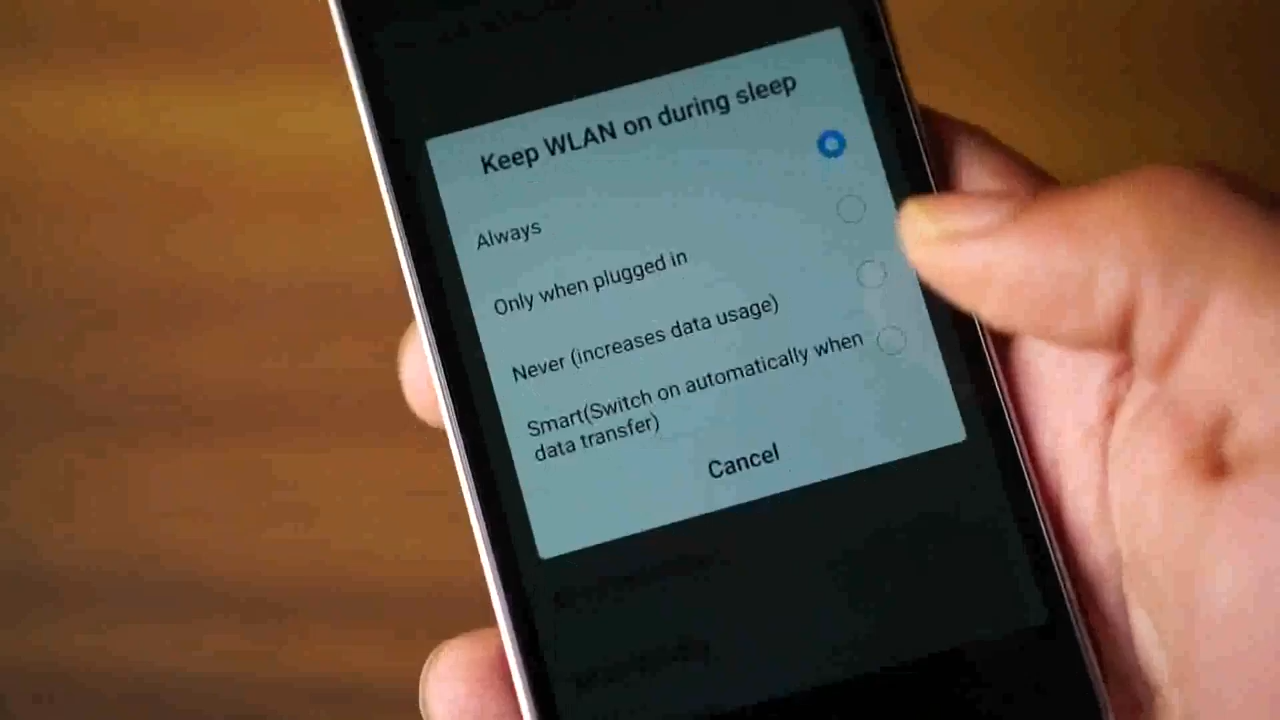 Keep WLAN on during sleep
Always
Only when plugged in
Never (increases data usage)
Smart(Switch on automatically when
data transfer)
Cancel